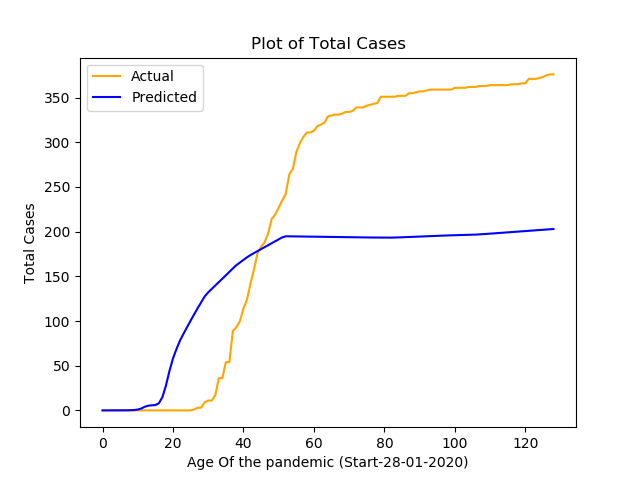 Plot of Total Cases
Actual
Predicted
350
300
250
200
150
100
50
0
Total Cases
0 20 40 60 80 100 120
Age Of the pandemic (Start-28-01-2020)